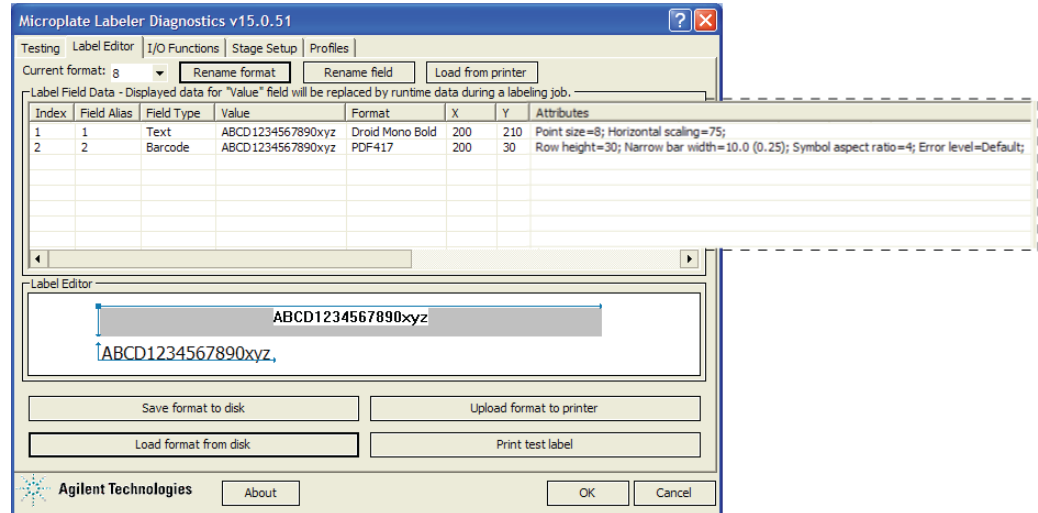 Microplate Labeler Diagnostics v15.0.51
Testing Label Editor I/O Functions Stage Setup Profiles
Current format: 8 Rename format Rename field Load from printer
Label Field Data - Displayed data for "Value" field will be replaced by runtime data during a labeling job.
Index Field Alias Field Type Value Format X Y Attributes
1 1 Text ABCD1234567890xyz Droid Mono Bold 200 210 Point size=8; Horizontal scaling=75;
2 2 Barcode ABCD1234567890xyz PDF417 200 30 Row height=30; Narrow bar width=10.0 (0.25); Symbol aspect ratio=4; Error level=Default;
Label Editor
ABCD1234567890xyz
ABCD1234567890xyz
Save format to disk Upload format to printer
Load format from disk Print test label
Agilent Technologies About OK Cancel